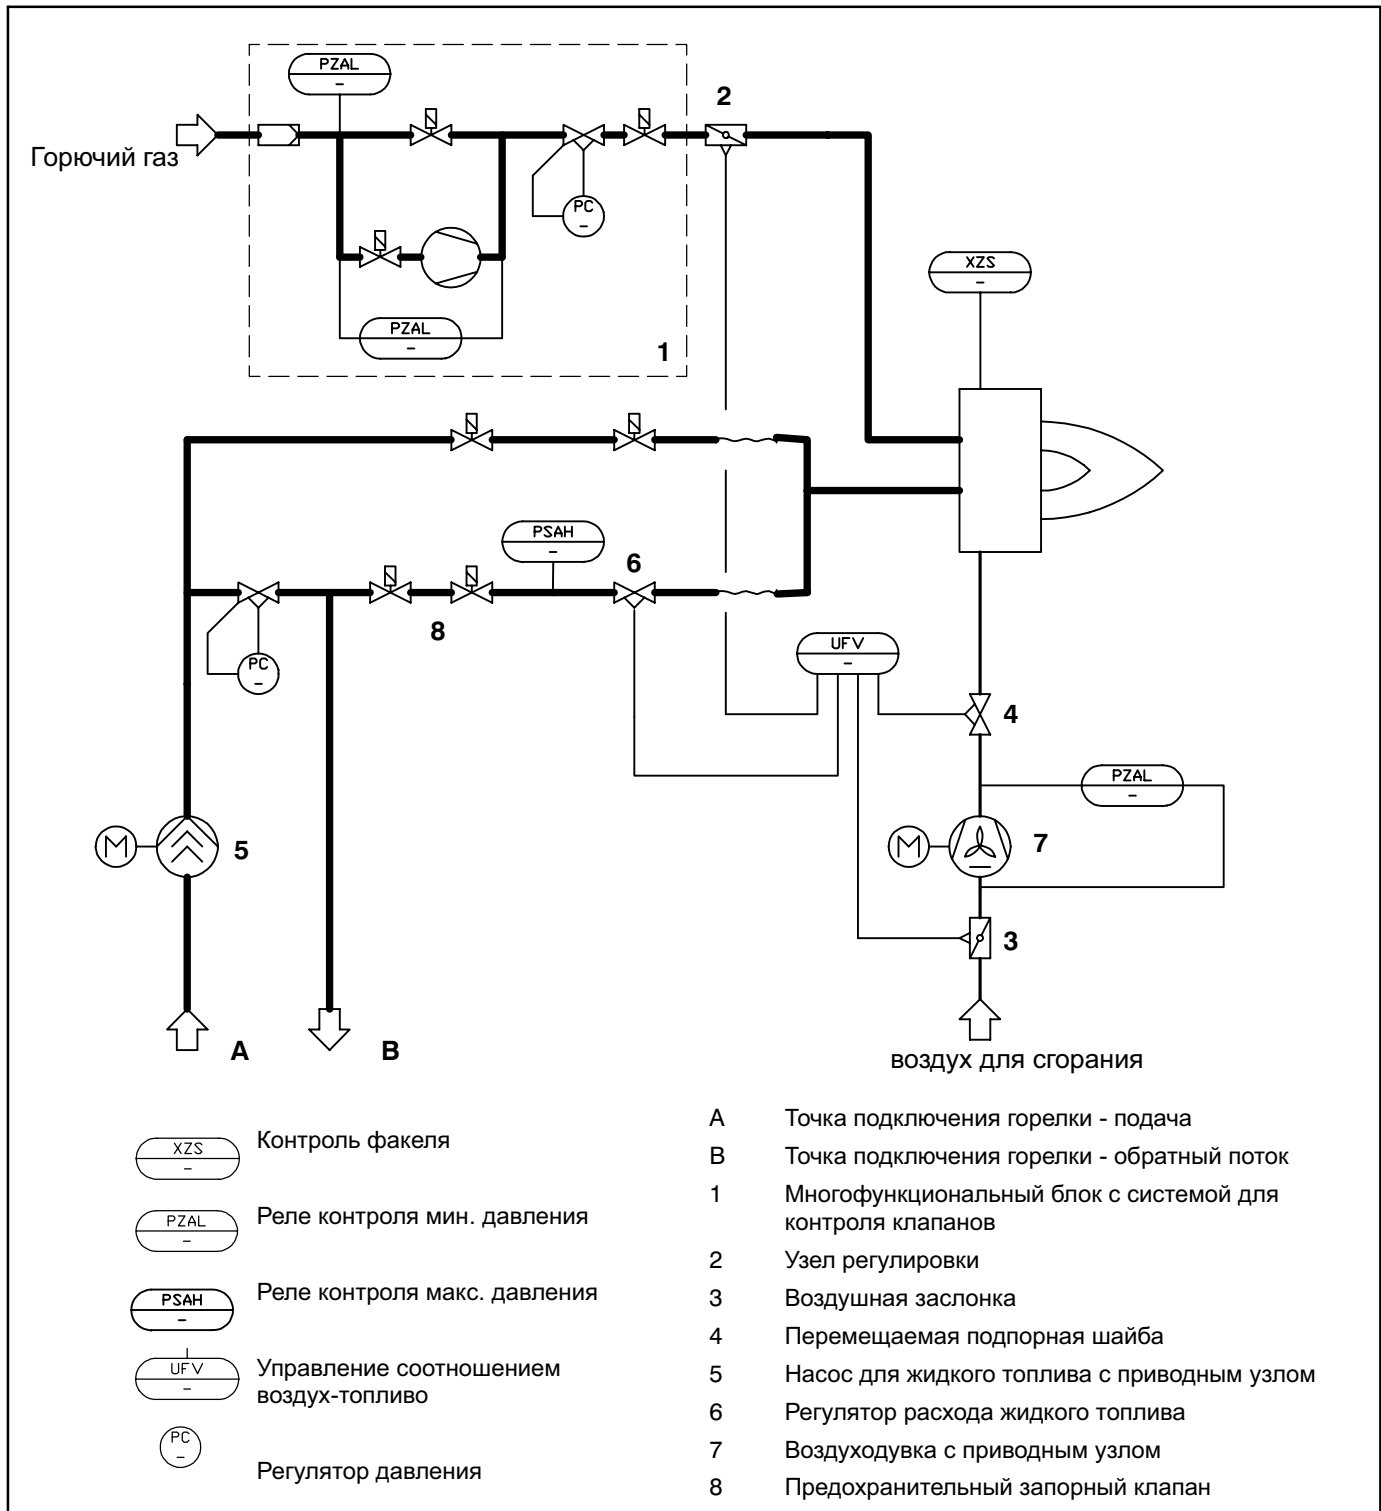 PZAL
–
2
Горючий газ
PC
–
XZS
–
PZAL
–
1
PSAH
–
6
8
UFV
–
PC
–
4
PZAL
–
M
5
M
7
3
A
B
воздух для сгорания
XZS
–
Контроль факеля
PZAL
–
Реле контроля мин. давления
PSAH
–
Реле контроля макс. давления
UFV
–
Управление соотношением
воздух-топливо
PC
–
Регулятор давления
A Точка подключения горелки - подача
B Точка подключения горелки - обратный поток
1 Многофункциональный блок с системой для
контроля клапанов
2 Узел регулировки
3 Воздушная заслонка
4 Перемещаемая подпорная шайба
5 Насос для жидкого топлива с приводным узлом
6 Регулятор расхода жидкого топлива
7 Воздуходувка с приводным узлом
8 Предохранительный запорный клапан